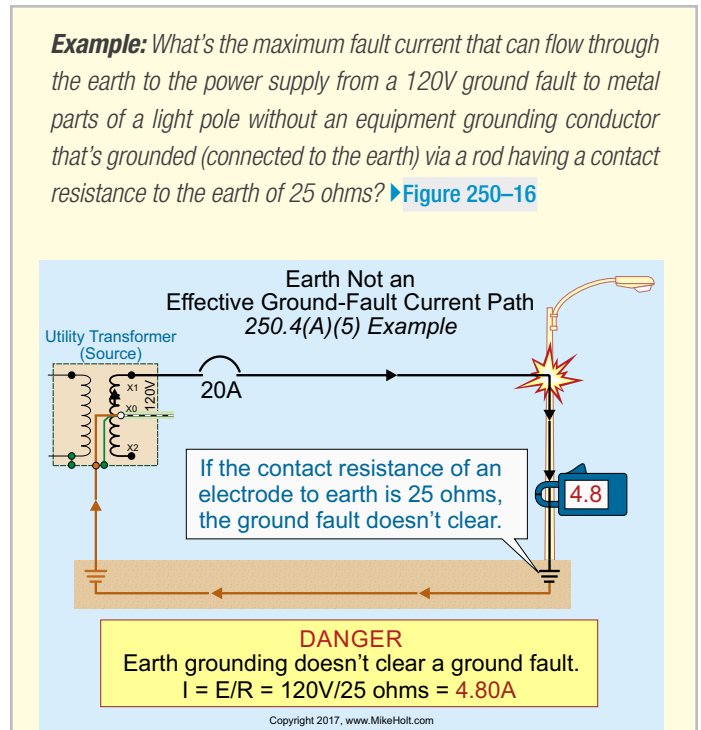 Example: What's the maximum fault current that can flow through
the earth to the power supply from a 120V ground fault to metal
parts of a light pole without an equipment grounding conductor
that's grounded (connected to the earth) via a rod having a contact
resistance to the earth of 25 ohms? ▶Figure 250–16
Earth Not an
Effective Ground-Fault Current Path
250.4(A)(5) Example
Utility Transformer
(Source)
X1
120V
X0
X2
20A
If the contact resistance of an
electrode to earth is 25 ohms,
the ground fault doesn't clear.
4.8
DANGER
Earth grounding doesn't clear a ground fault.
I = E/R = 120V/25 ohms = 4.80A
Copyright 2017, www.MikeHolt.com